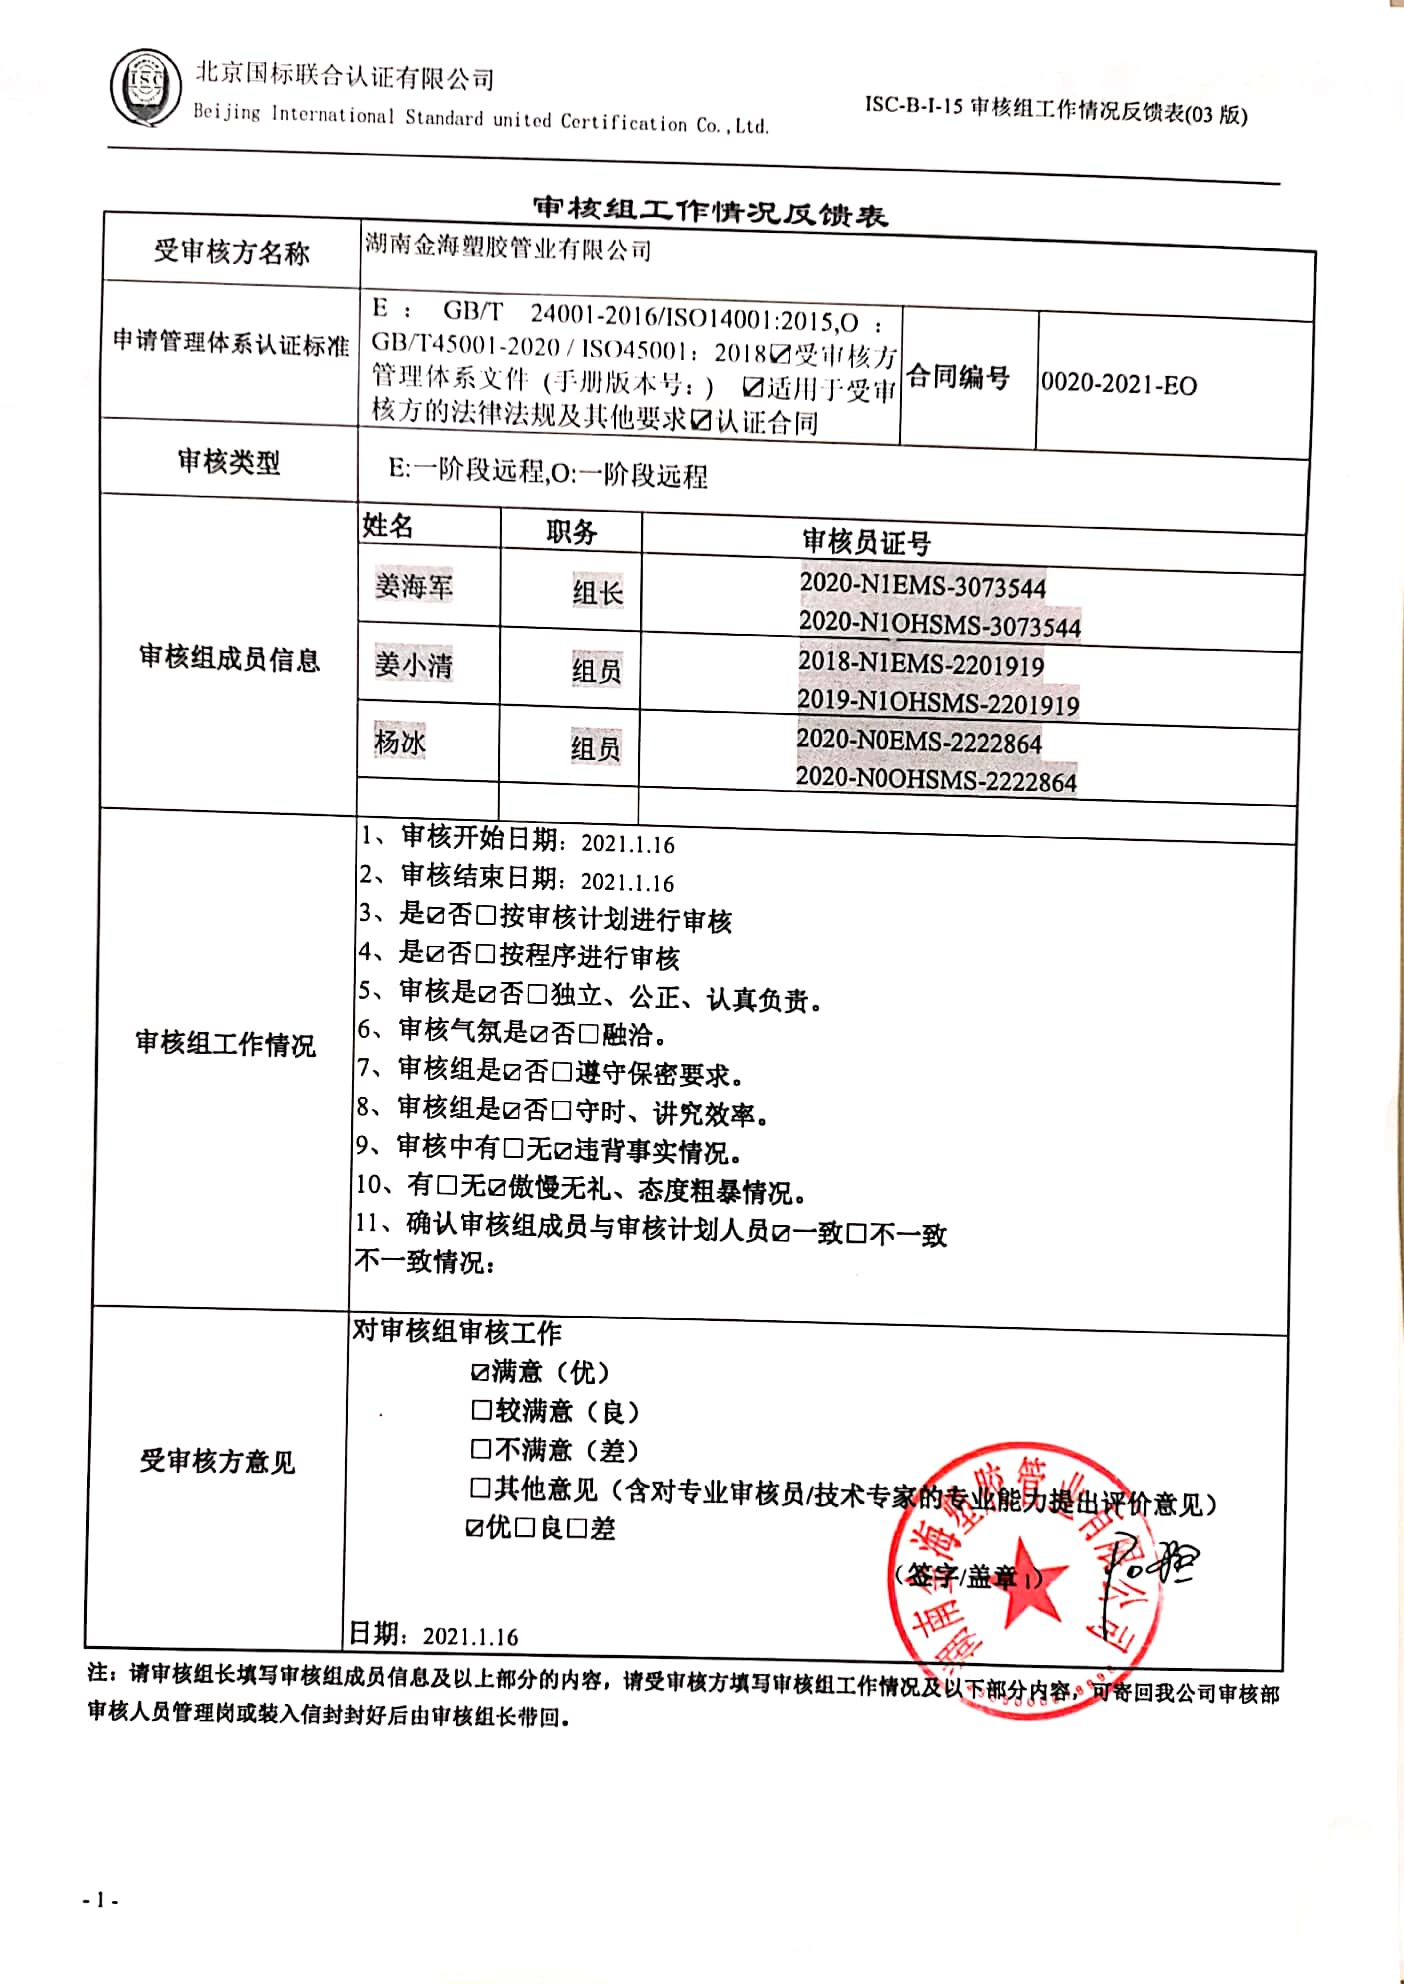 ISC
北京国标联合认证有限公司
Beijing International Standard united Certification Co.,Ltd.
ISC-B-I-15 审核组工作情况反馈表(03 版)
审核组工作情况反馈表
受审核方名称
湖南金海塑胶管业有限公司
申请管理体系认证标准
E ： GB/T 24001-2016/ISO14001:2015,O ：
GB/T45001-2020 / ISO45001：2018☑受审核方
管理体系文件（手册版本号：） ☑适用于受审
核方的法律法规及其他要求☑认证合同
合同编号
0020-2021-EO
审核类型
E:一阶段远程,O:一阶段远程
审核组成员信息
姓名 职务 审核员证号
姜海军 组长 2020-N1EMS-3073544
2020-N1OHSMS-3073544
姜小清 组员 2018-N1EMS-2201919
2019-N1OHSMS-2201919
杨冰 组员 2020-N0EMS-2222864
2020-N0OHSMS-2222864
审核组工作情况
1、审核开始日期：2021.1.16
2、审核结束日期：2021.1.16
3、是☑否□按审核计划进行审核
4、是☑否□按程序进行审核
5、审核是☑否□独立、公正、认真负责。
6、审核气氛是☑否□融洽。
7、审核组是☑否□遵守保密要求。
8、审核组是☑否□守时、讲究效率。
9、审核中有□无☑违背事实情况。
10、有□无☑傲慢无礼、态度粗暴情况。
11、确认审核组成员与审核计划人员☑一致□不一致
不一致情况：
受审核方意见
对审核组审核工作
☑满意（优）
□较满意（良）
□不满意（差）
□其他意见（含对专业审核员/技术专家的专业能力提出评价意见）
☑优□良□差
（签字/盖章）
湖南金海塑胶管业有限公司
日期：2021.1.16
注：请审核组长填写审核组成员信息及以上部分的内容，请受审核方填写审核组工作情况及以下部分内容，可寄回我公司审核部
审核人员管理岗或装入信封封好后由审核组长带回。
- 1 -